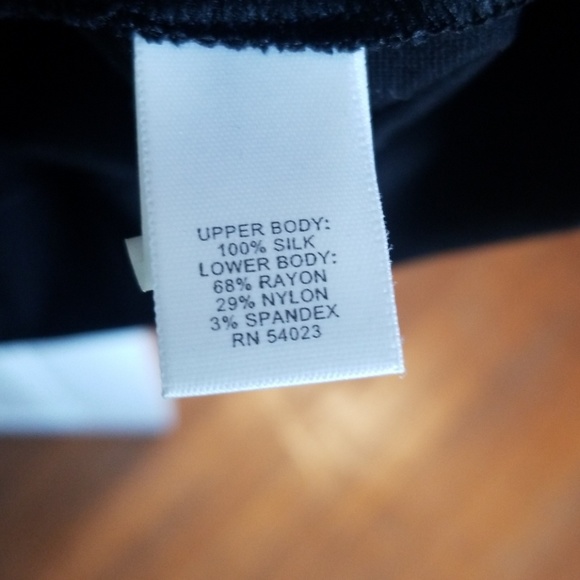 UPPER BODY:
100% SILK
LOWER BODY:
68% RAYON
29% NYLON
3% SPANDEX
RN 54023